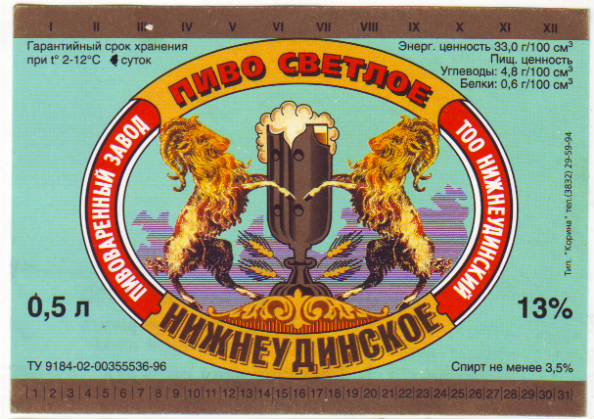 I II III IV V VI VII VIII IX X XI XII
Гарантийный срок хранения
при t° 2-12°C суток
Энерг. ценность 33,0 г/100 см³
Пищ. ценность
Углеводы: 4,8 г/100 см³
Белки: 0,6 г/100 см³
ПИВО СВЕТЛОЕ
ПИВОВАРЕННЫЙ ЗАВОД
ТОО НИЖНЕУДИНСКИЙ
Тип. "Корина" тел.(3832) 29-59-94
0,5 л
13%
НИЖНЕУДИНСКОЕ
ТУ 9184-02-00355536-96
Спирт не менее 3,5%
1 2 3 4 5 6 7 8 9 10 11 12 13 14 15 16 17 18 19 20 21 22 23 24 25 26 27 28 29 30 31